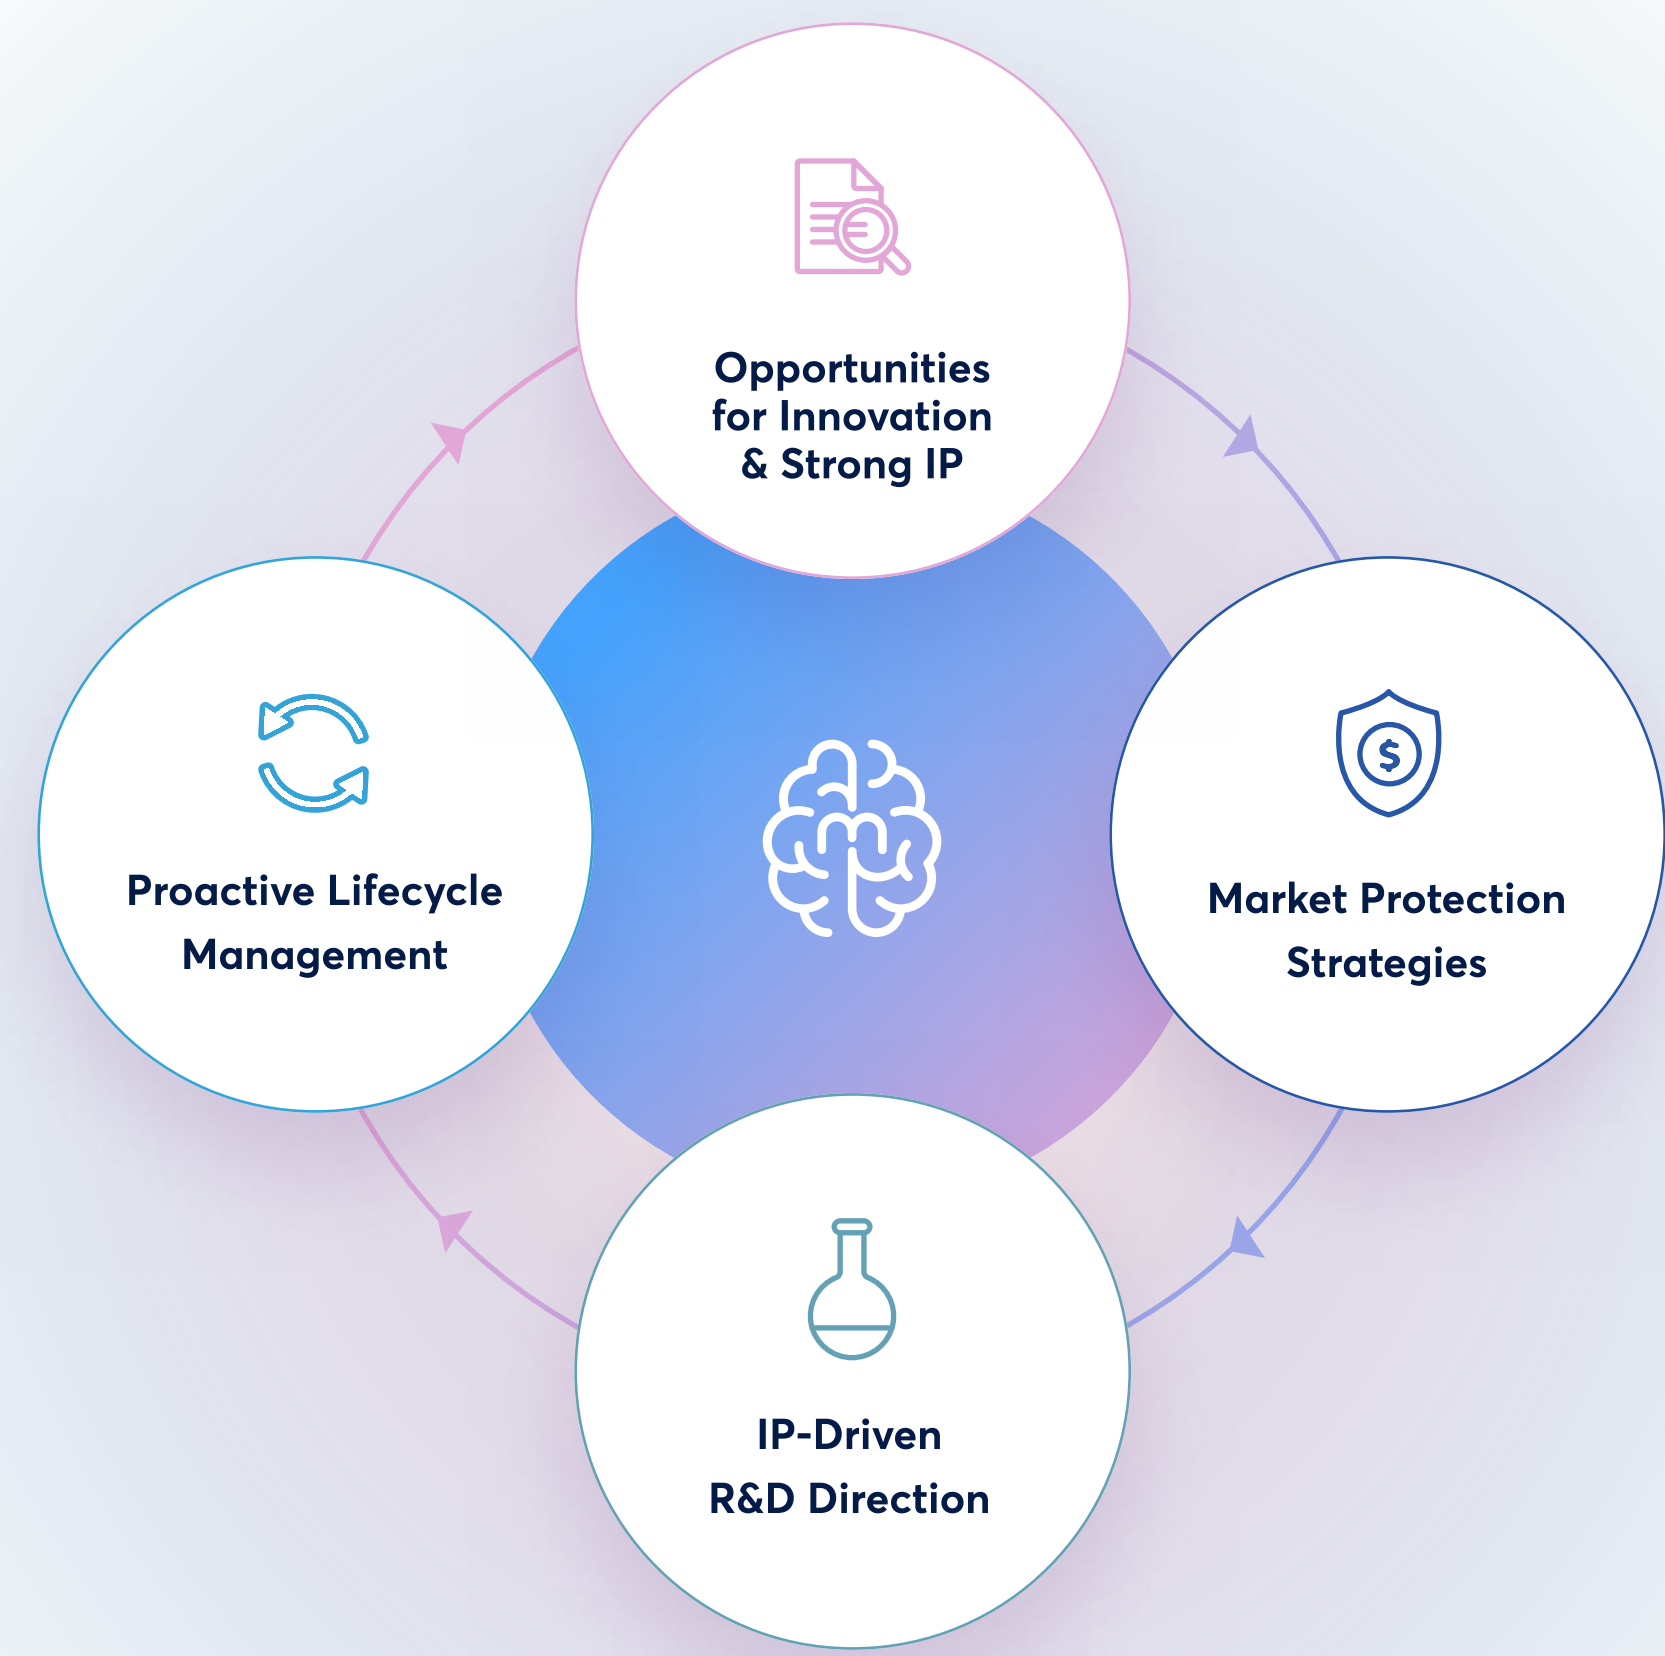 Opportunities
for Innovation
& Strong IP
Proactive Lifecycle
Management
$
Market Protection
Strategies
IP-Driven
R&D Direction